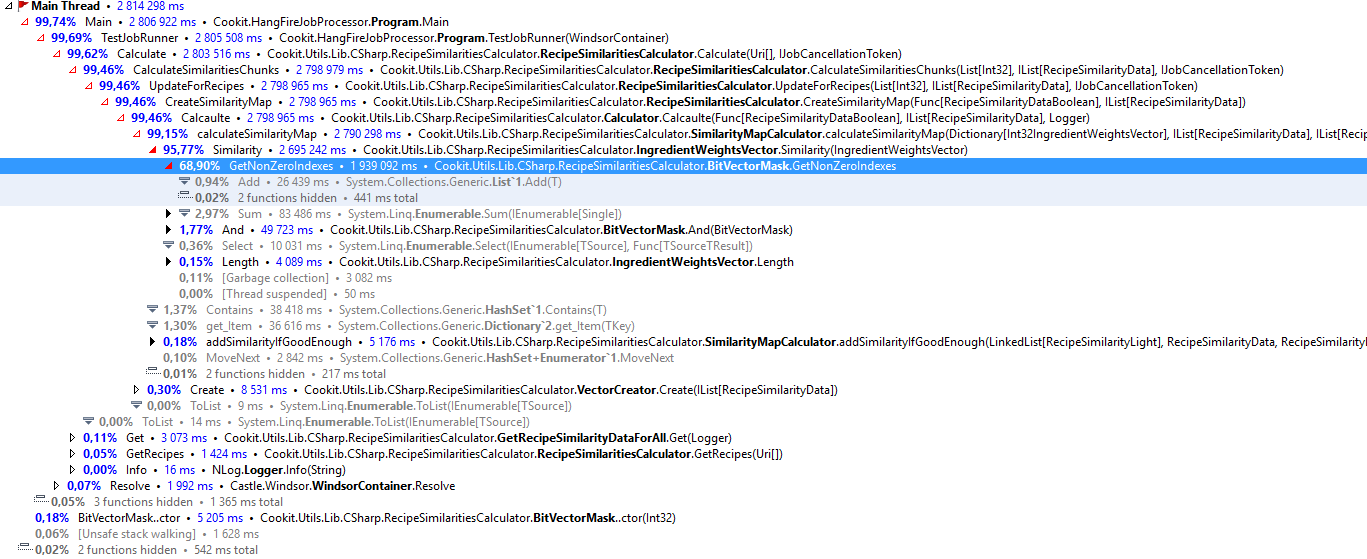 Main Thread • 2 814 298 ms
99,74% Main • 2 806 922 ms • Cookit.HangFireJobProcessor.Program.Main
99,69% TestJobRunner • 2 805 508 ms • Cookit.HangFireJobProcessor.Program.TestJobRunner(WindsorContainer)
99,62% Calculate • 2 803 516 ms • Cookit.Utils.Lib.CSharp.RecipeSimilaritiesCalculator.RecipeSimilaritiesCalculator.Calculate(Uri[], IJobCancellationToken)
99,46% CalculateSimilaritiesChunks • 2 798 979 ms • Cookit.Utils.Lib.CSharp.RecipeSimilaritiesCalculator.RecipeSimilaritiesCalculator.CalculateSimilaritiesChunks(List[Int32], IList[RecipeSimilarityData], IJobCancellationToken)
99,46% UpdateForRecipes • 2 798 965 ms • Cookit.Utils.Lib.CSharp.RecipeSimilaritiesCalculator.RecipeSimilaritiesCalculator.UpdateForRecipes(List[Int32], IList[RecipeSimilarityData], IJobCancellationToken)
99,46% CreateSimilarityMap • 2 798 965 ms • Cookit.Utils.Lib.CSharp.RecipeSimilaritiesCalculator.RecipeSimilaritiesCalculator.CreateSimilarityMap(Func[RecipeSimilarityDataBoolean], IList[RecipeSimilarityData])
99,46% Calcaulte • 2 798 965 ms • Cookit.Utils.Lib.CSharp.RecipeSimilaritiesCalculator.Calculator.Calcaulte(Func[RecipeSimilarityDataBoolean], IList[RecipeSimilarityData], Logger)
99,15% calculateSimilarityMap • 2 790 298 ms • Cookit.Utils.Lib.CSharp.RecipeSimilaritiesCalculator.SimilarityMapCalculator.calculateSimilarityMap(Dictionary[Int32IngredientWeightsVector], IList[RecipeSimilarityData], IList[Rec
95,77% Similarity • 2 695 242 ms • Cookit.Utils.Lib.CSharp.RecipeSimilaritiesCalculator.IngredientWeightsVector.Similarity(IngredientWeightsVector)
68,90% GetNonZeroIndexes • 1 939 092 ms • Cookit.Utils.Lib.CSharp.RecipeSimilaritiesCalculator.BitVectorMask.GetNonZeroIndexes
0,94% Add • 26 439 ms • System.Collections.Generic.List`1.Add(T)
0,02% 2 functions hidden • 441 ms total
2,97% Sum • 83 486 ms • System.Linq.Enumerable.Sum(IEnumerable[Single])
1,77% And • 49 723 ms • Cookit.Utils.Lib.CSharp.RecipeSimilaritiesCalculator.BitVectorMask.And(BitVectorMask)
0,36% Select • 10 031 ms • System.Linq.Enumerable.Select(IEnumerable[TSource], Func[TSourceTResult])
0,15% Length • 4 089 ms • Cookit.Utils.Lib.CSharp.RecipeSimilaritiesCalculator.IngredientWeightsVector.Length
0,11% [Garbage collection] • 3 082 ms
0,00% [Thread suspended] • 50 ms
1,37% Contains • 38 418 ms • System.Collections.Generic.HashSet`1.Contains(T)
1,30% get_Item • 36 616 ms • System.Collections.Generic.Dictionary`2.get_Item(TKey)
0,18% addSimilarityIfGoodEnough • 5 176 ms • Cookit.Utils.Lib.CSharp.RecipeSimilaritiesCalculator.SimilarityMapCalculator.addSimilarityIfGoodEnough(LinkedList[RecipeSimilarityLight], RecipeSimilarityData, RecipeSimilarity
0,10% MoveNext • 2 842 ms • System.Collections.Generic.HashSet+Enumerator`1.MoveNext
0,01% 2 functions hidden • 217 ms total
0,30% Create • 8 531 ms • Cookit.Utils.Lib.CSharp.RecipeSimilaritiesCalculator.VectorCreator.Create(IList[RecipeSimilarityData])
0,00% ToList • 9 ms • System.Linq.Enumerable.ToList(IEnumerable[TSource])
0,00% ToList • 14 ms • System.Linq.Enumerable.ToList(IEnumerable[TSource])
0,11% Get • 3 073 ms • Cookit.Utils.Lib.CSharp.RecipeSimilaritiesCalculator.GetRecipeSimilarityDataForAll.Get(Logger)
0,05% GetRecipes • 1 424 ms • Cookit.Utils.Lib.CSharp.RecipeSimilaritiesCalculator.RecipeSimilaritiesCalculator.GetRecipes(Uri[])
0,00% Info • 16 ms • NLog.Logger.Info(String)
0,07% Resolve • 1 992 ms • Castle.Windsor.WindsorContainer.Resolve
0,05% 3 functions hidden • 1 365 ms total
0,18% BitVectorMask..ctor • 5 205 ms • Cookit.Utils.Lib.CSharp.RecipeSimilaritiesCalculator.BitVectorMask..ctor(Int32)
0,06% [Unsafe stack walking] • 1 628 ms
0,02% 2 functions hidden • 542 ms total